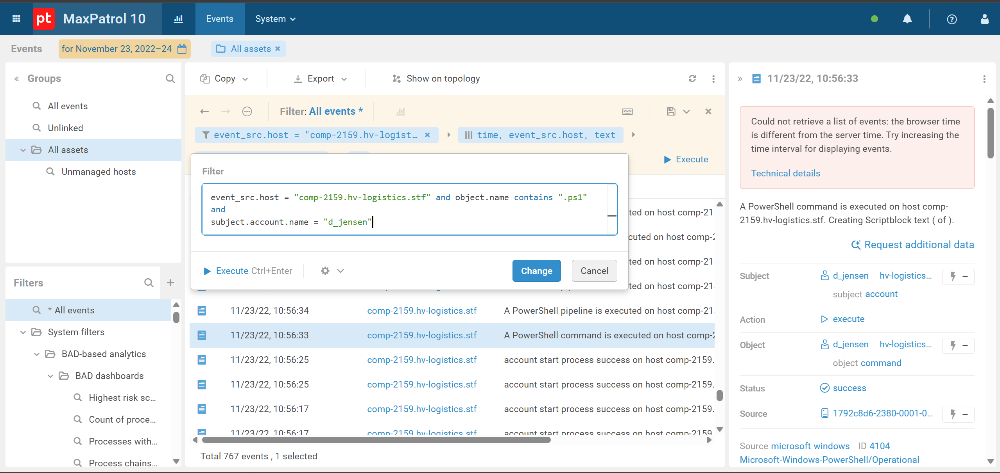 pt MaxPatrol 10 Events System
Events for November 23, 2022–24 All assets ×
« Groups
All events
Unlinked
All assets
Unmanaged hosts
Filters +
* All events
System filters
BAD-based analytics
BAD dashboards
Highest risk sc...
Count of proce...
Processes with...
Process chains...
Copy Export Show on topology
Filter: All events *
event_src.host = "comp-2159.hv-logist… × time, event_src.host, text
Execute
Filter
event_src.host = "comp-2159.hv-logistics.stf" and object.name contains ".ps1"
and
subject.account.name = "d_jensen"
Execute Ctrl+Enter Change Cancel
ted on host comp-21
cuted on host comp-2
ted on host comp-21
ted on host comp-21
11/23/22, 10:56:34 comp-2159.hv-logistics.stf A PowerShell pipeline is executed on host comp-21
11/23/22, 10:56:33 comp-2159.hv-logistics.stf A PowerShell command is executed on host comp-2
11/23/22, 10:56:25 comp-2159.hv-logistics.stf account start process success on host comp-2159.
11/23/22, 10:56:25 comp-2159.hv-logistics.stf account start process success on host comp-2159.
11/23/22, 10:56:17 comp-2159.hv-logistics.stf account start process success on host comp-2159.
11/23/22, 10:56:17 comp-2159.hv-logistics.stf account start process success on host comp-2159
Total 767 events , 1 selected
» 11/23/22, 10:56:33
Could not retrieve a list of events: the browser time
is different from the server time. Try increasing the
time interval for displaying events.
Technical details
A PowerShell command is executed on host comp-
2159.hv-logistics.stf. Creating Scriptblock text ( of ).
Request additional data
Subject d_jensen hv-logistics... –
subject account
Action execute
Object d_jensen hv-logistics... –
object command
Status success
Source 1792c8d6-2380-0001-0... –
Source microsoft windows ID 4104
Microsoft-Windows-PowerShell/Operational